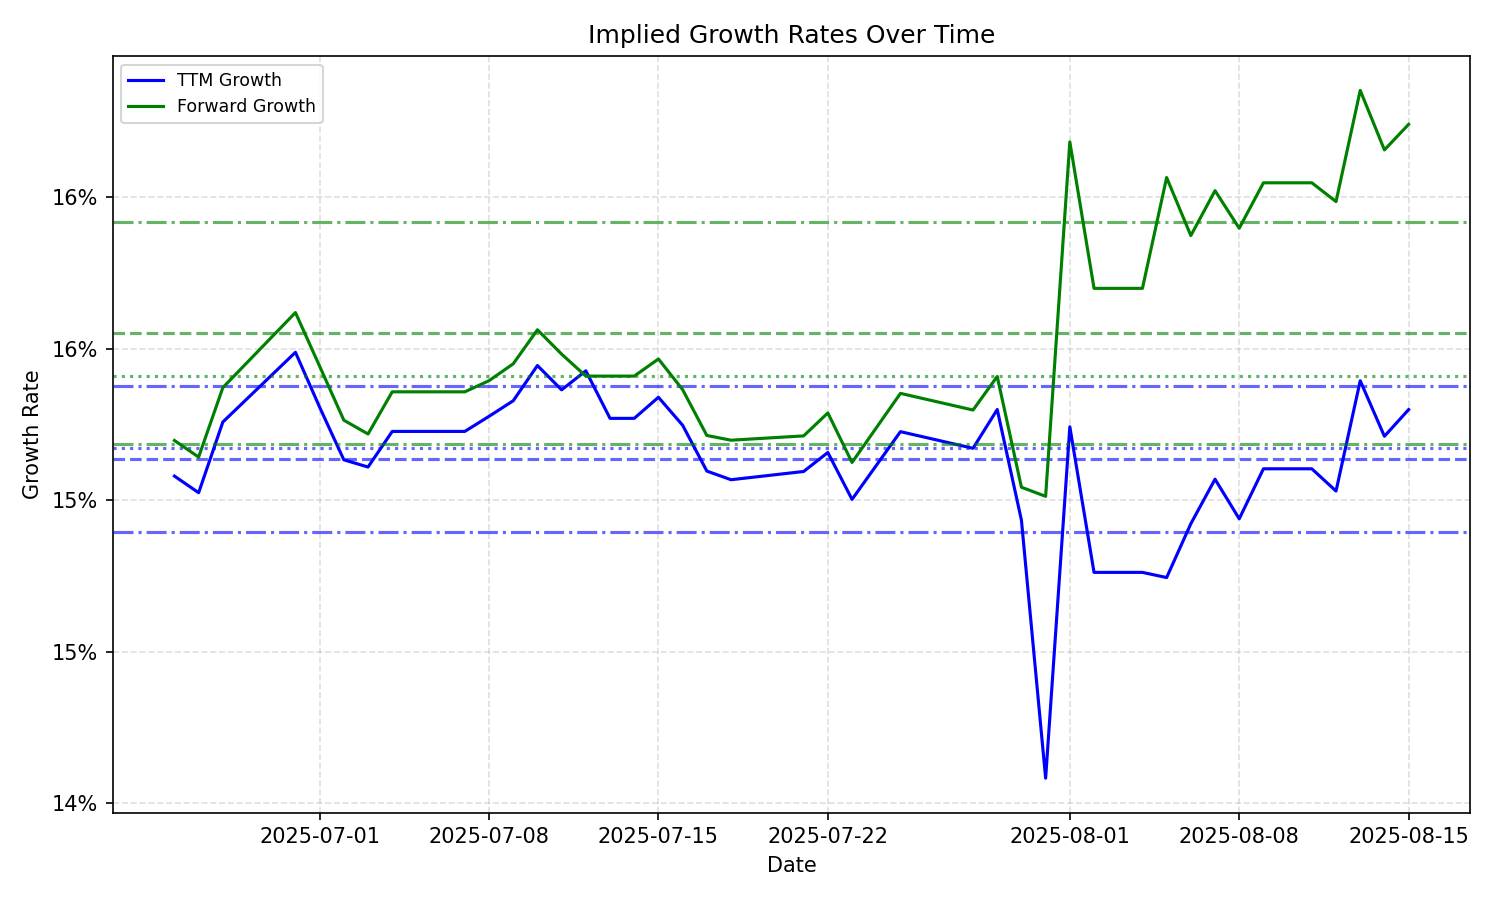 Implied Growth Rates Over Time
TTM Growth
Forward Growth
Growth Rate
16%
16%
15%
15%
14%
2025-07-01
2025-07-08
2025-07-15
2025-07-22
2025-08-01
2025-08-08
2025-08-15
Date